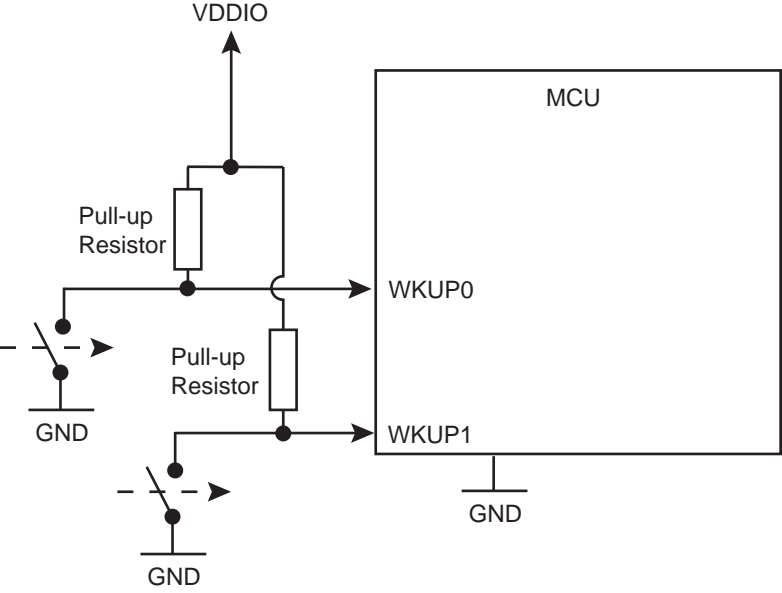 VDDIO
MCU
Pull-up
Resistor
WKUP0
Pull-up
Resistor
GND
WKUP1
GND
GND